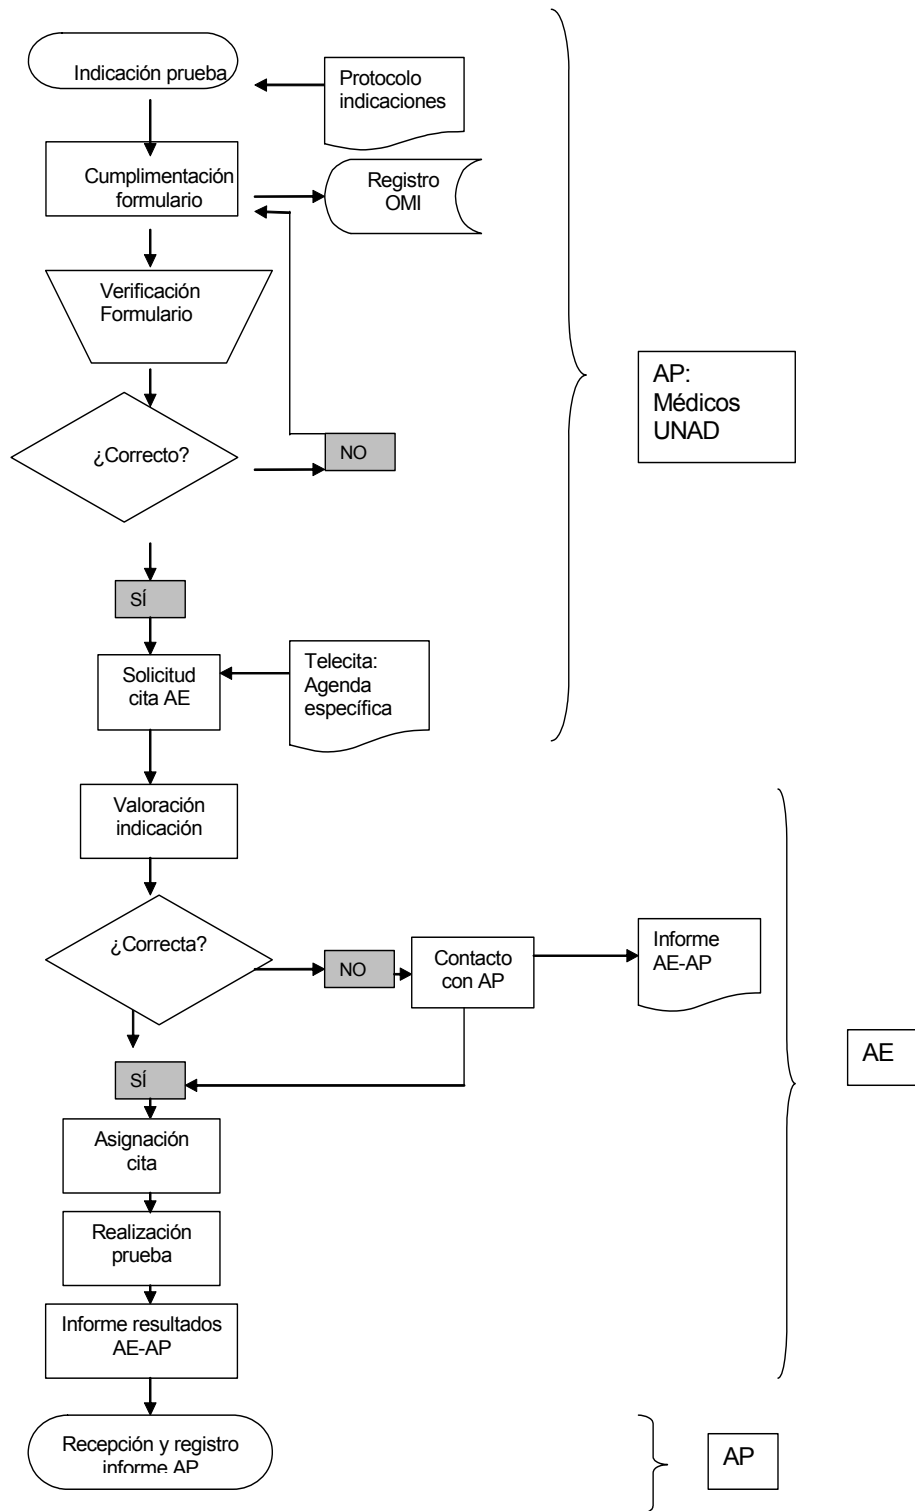 Indicación prueba
Protocolo
indicaciones
Cumplimentación
formulario
Registro
OMI
Verificación
Formulario
AP:
Médicos
UNAD
¿Correcto?
NO
SÍ
Solicitud
cita AE
Telecita:
Agenda
específica
Valoración
indicación
¿Correcta?
NO
Contacto
con AP
Informe
AE-AP
AE
SÍ
Asignación
cita
Realización
prueba
Informe resultados
AE-AP
Recepción y registro
informe AP
AP